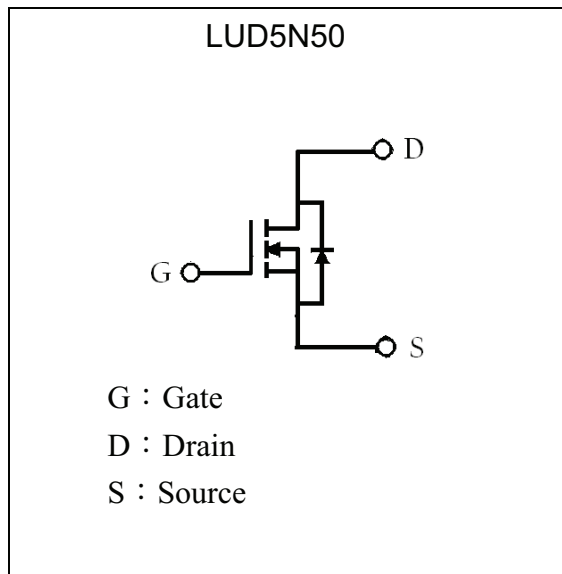 LUD5N50
D
G
S
G：Gate
D：Drain
S：Source